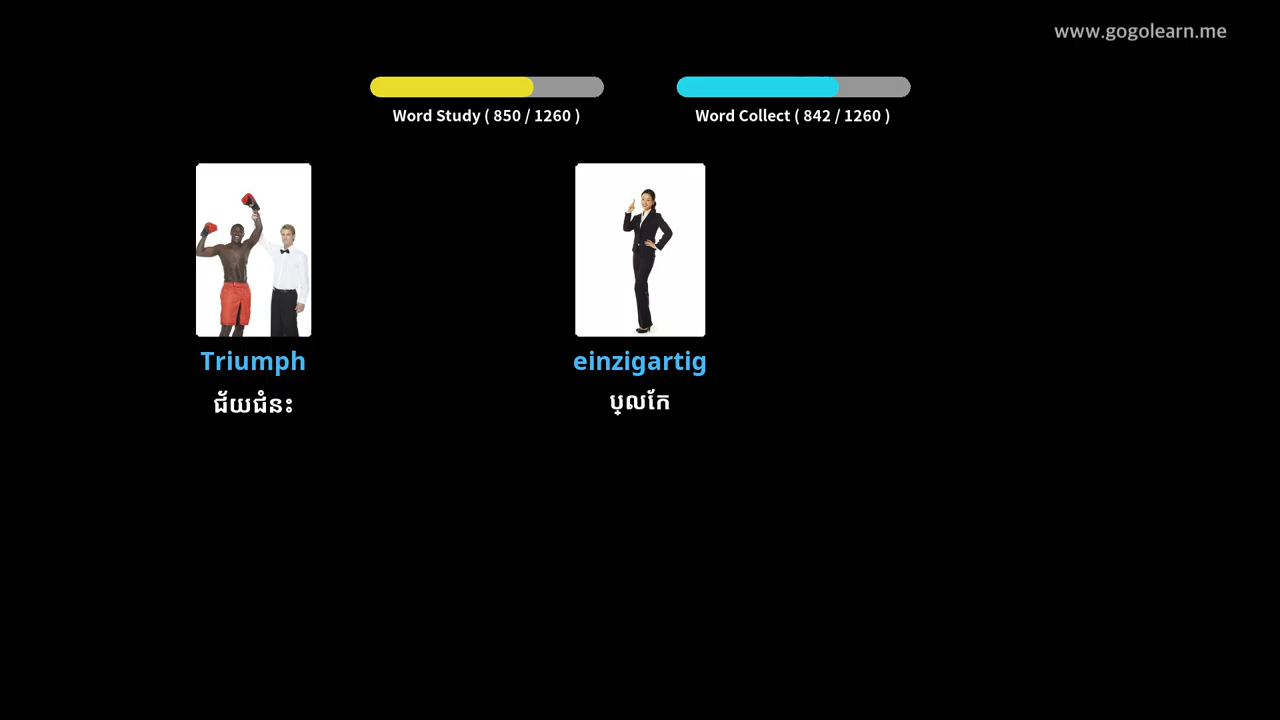 www.gogolearn.me
Word Study ( 850 / 1260 )
Word Collect ( 842 / 1260 )
Triumph
ជ័យជំនះ
einzigartig
ប្លែក